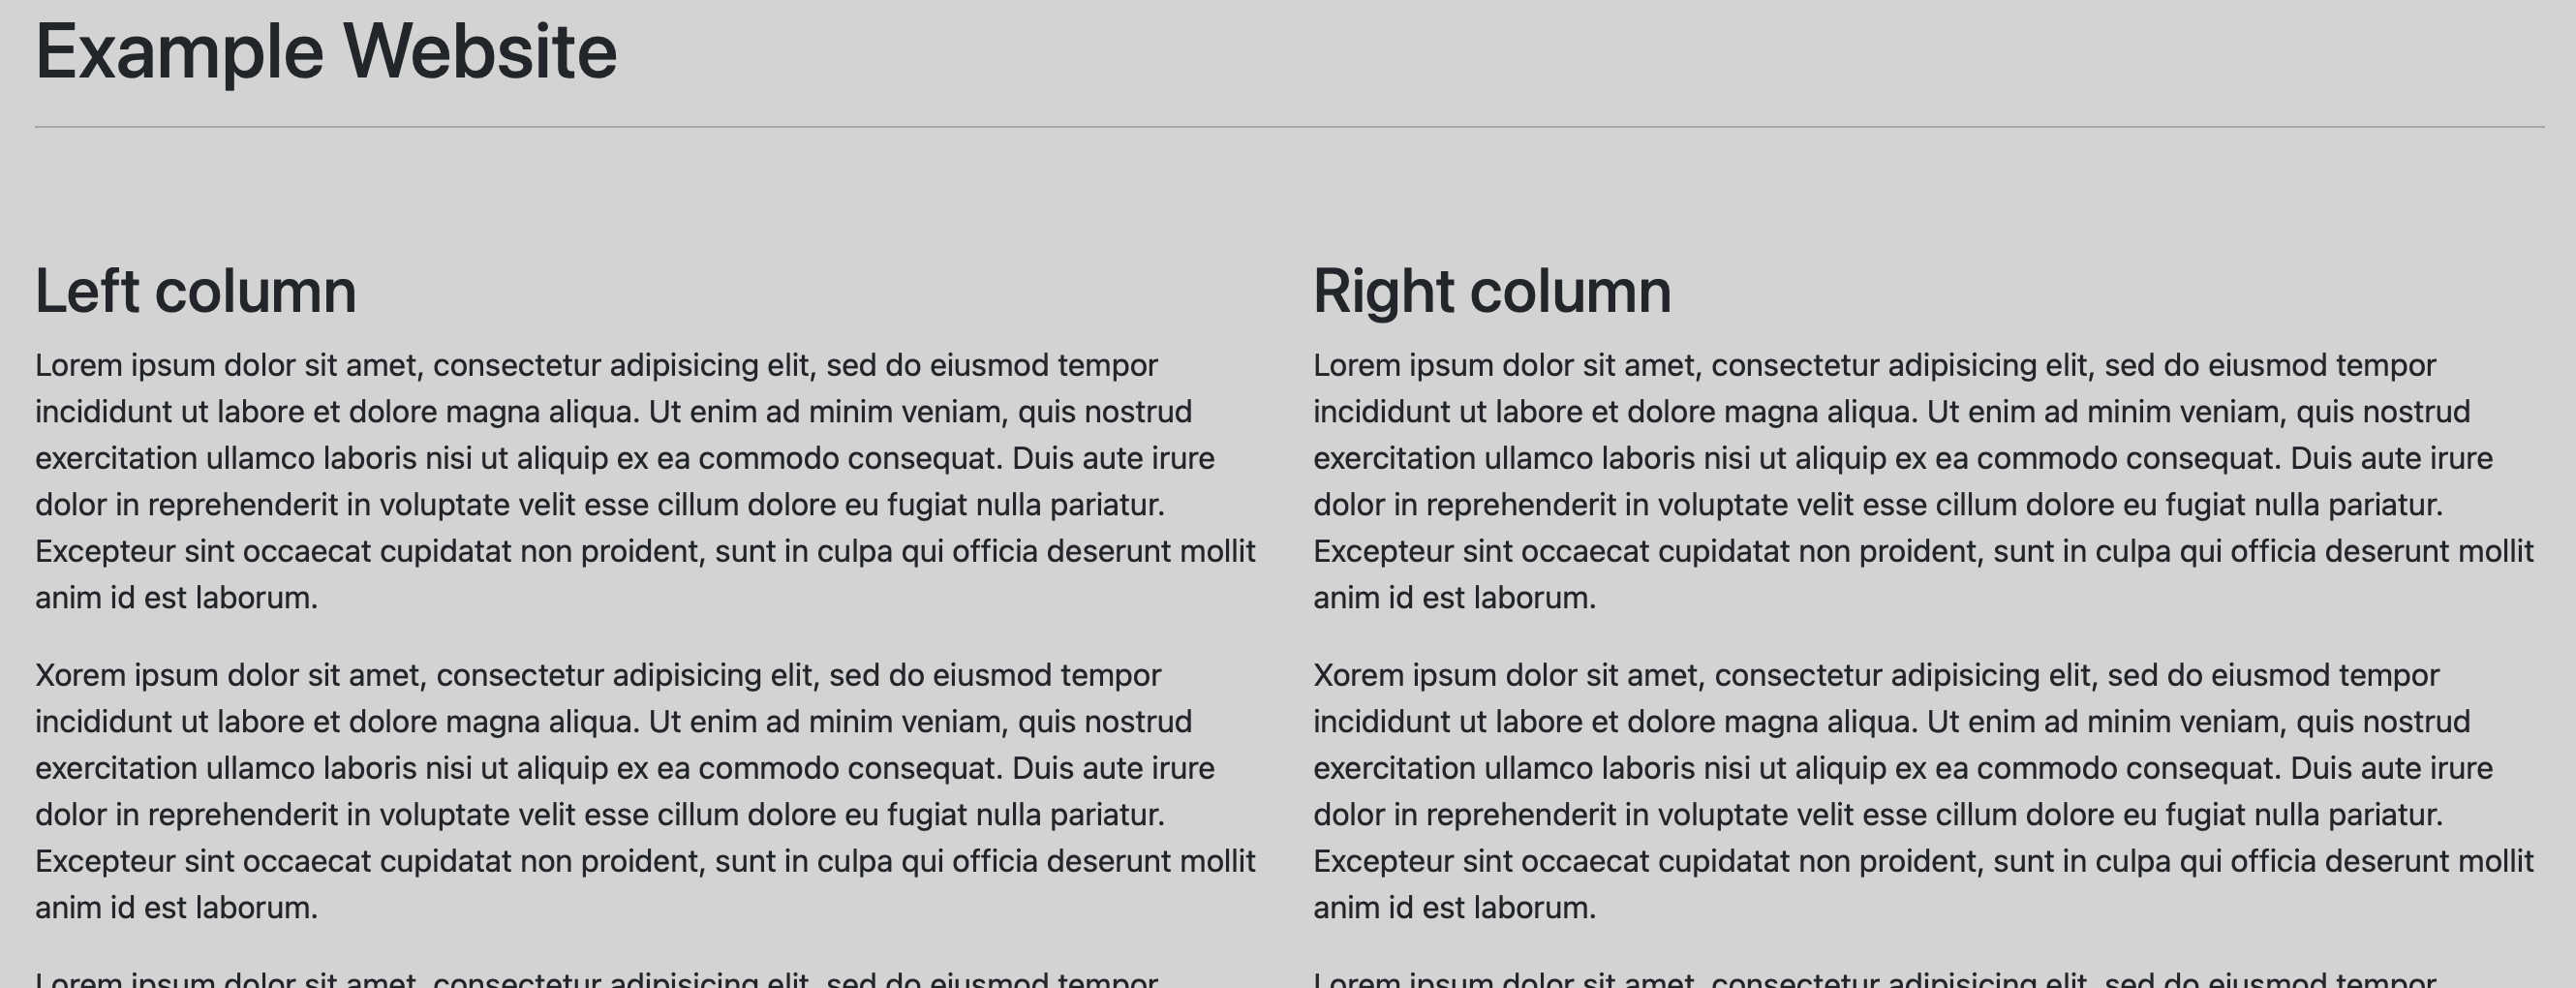 Example Website
Left column
Lorem ipsum dolor sit amet, consectetur adipisicing elit, sed do eiusmod tempor
incididunt ut labore et dolore magna aliqua. Ut enim ad minim veniam, quis nostrud
exercitation ullamco laboris nisi ut aliquip ex ea commodo consequat. Duis aute irure
dolor in reprehenderit in voluptate velit esse cillum dolore eu fugiat nulla pariatur.
Excepteur sint occaecat cupidatat non proident, sunt in culpa qui officia deserunt mollit
anim id est laborum.
Xorem ipsum dolor sit amet, consectetur adipisicing elit, sed do eiusmod tempor
incididunt ut labore et dolore magna aliqua. Ut enim ad minim veniam, quis nostrud
exercitation ullamco laboris nisi ut aliquip ex ea commodo consequat. Duis aute irure
dolor in reprehenderit in voluptate velit esse cillum dolore eu fugiat nulla pariatur.
Excepteur sint occaecat cupidatat non proident, sunt in culpa qui officia deserunt mollit
anim id est laborum.
Lorem ipsum dolor sit amet, consectetur adipisicing elit, sed do eiusmod tempor
Right column
Lorem ipsum dolor sit amet, consectetur adipisicing elit, sed do eiusmod tempor
incididunt ut labore et dolore magna aliqua. Ut enim ad minim veniam, quis nostrud
exercitation ullamco laboris nisi ut aliquip ex ea commodo consequat. Duis aute irure
dolor in reprehenderit in voluptate velit esse cillum dolore eu fugiat nulla pariatur.
Excepteur sint occaecat cupidatat non proident, sunt in culpa qui officia deserunt mollit
anim id est laborum.
Xorem ipsum dolor sit amet, consectetur adipisicing elit, sed do eiusmod tempor
incididunt ut labore et dolore magna aliqua. Ut enim ad minim veniam, quis nostrud
exercitation ullamco laboris nisi ut aliquip ex ea commodo consequat. Duis aute irure
dolor in reprehenderit in voluptate velit esse cillum dolore eu fugiat nulla pariatur.
Excepteur sint occaecat cupidatat non proident, sunt in culpa qui officia deserunt mollit
anim id est laborum.
Lorem ipsum dolor sit amet, consectetur adipisicing elit, sed do eiusmod tempor